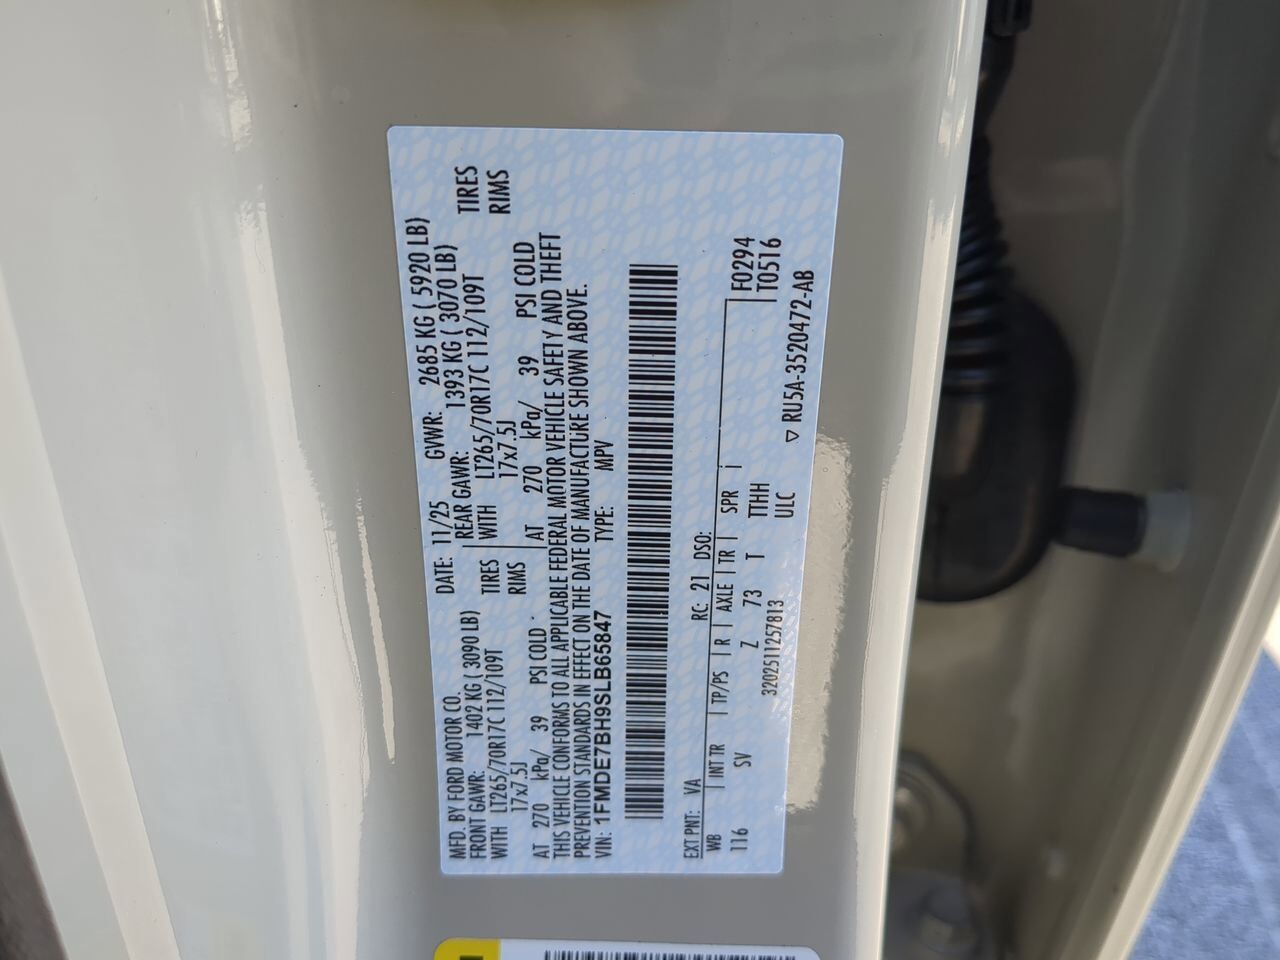 MFD. BY FORD MOTOR CO.
DATE: 11/25 GVWR: 2685 KG ( 5920 LB)
FRONT GAWR: 1402 KG ( 3090 LB)
REAR GAWR: 1393 KG ( 3070 LB)
WITH LT265/70R17C 112/109T TIRES
WITH LT265/70R17C 112/109T TIRES
17x7.5J RIMS
17x7.5J RIMS
AT 270 kPa/ 39 PSI COLD
AT 270 kPa/ 39 PSI COLD
THIS VEHICLE CONFORMS TO ALL APPLICABLE FEDERAL MOTOR VEHICLE SAFETY AND THEFT
PREVENTION STANDARDS IN EFFECT ON THE DATE OF MANUFACTURE SHOWN ABOVE.
VIN: 1FMDE7BH9SLB65847 TYPE: MPV
EXT PNT: VA RC: 21 DSO:
WB INT TR TP/PS R AXLE TR SPR F0294
116 SV Z 73 T TTHH T0516
320251125​7813 ULC
▽ RU5A-3520472-AB